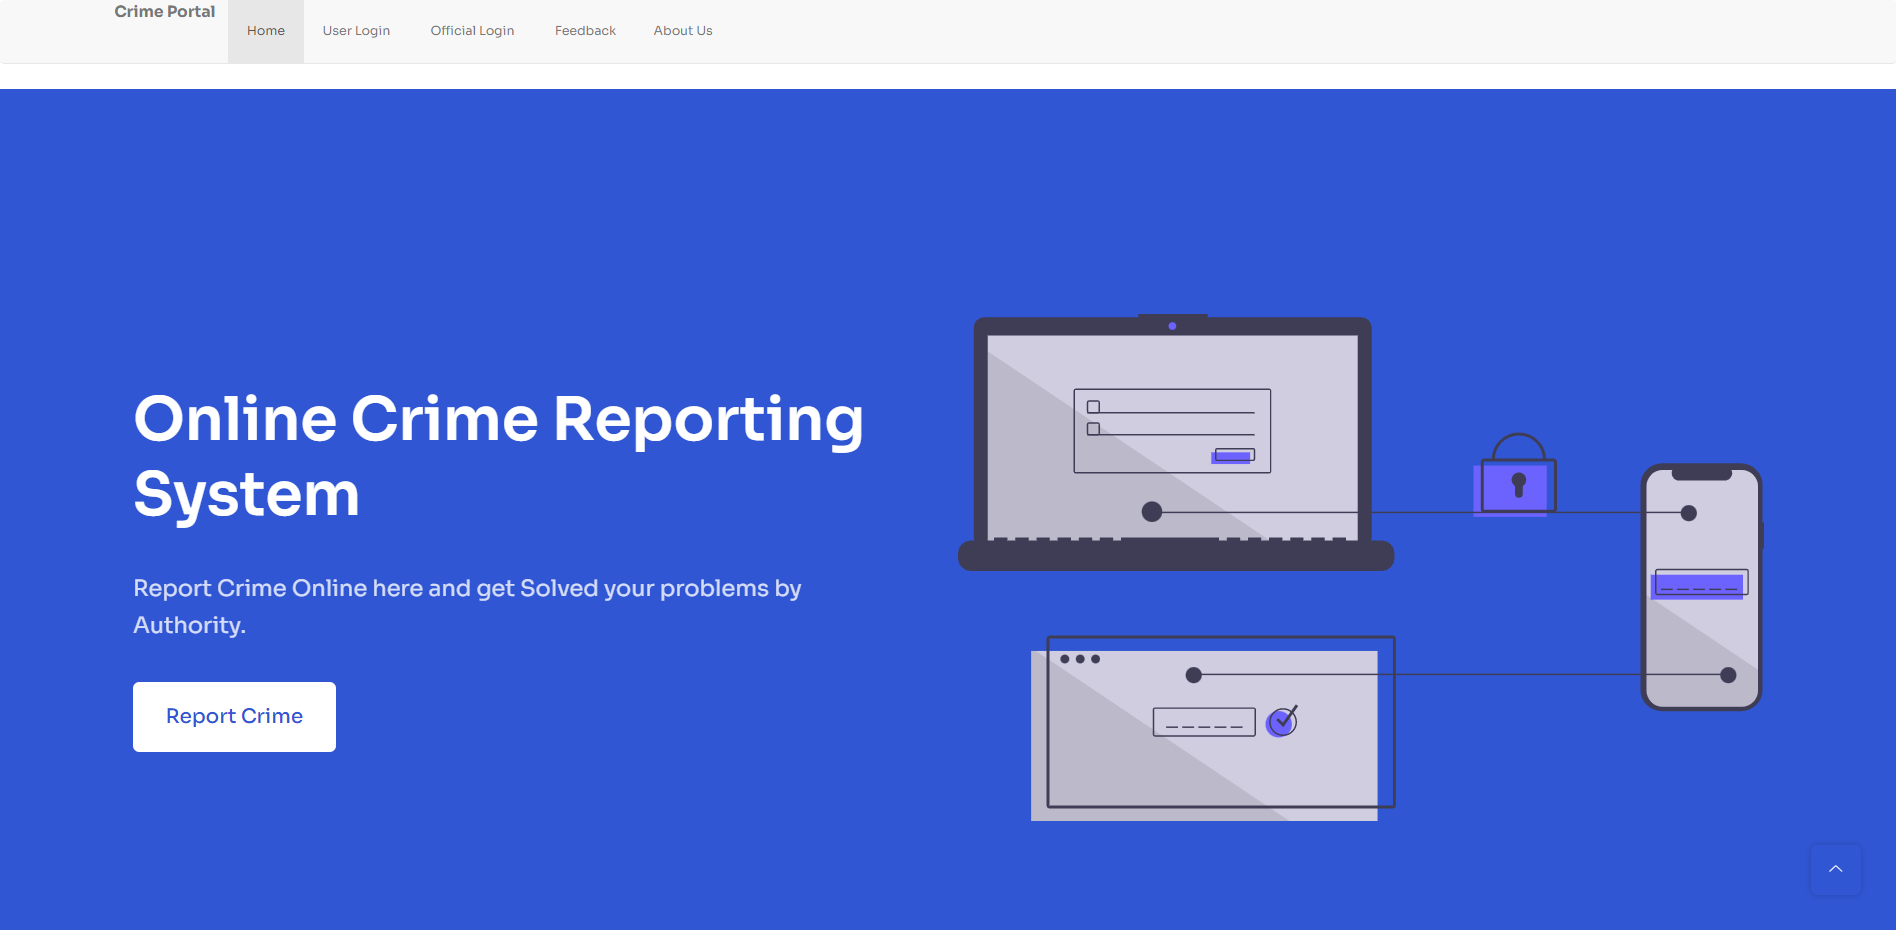 Crime Portal
Home User Login Official Login Feedback About Us
Online Crime Reporting
System
Report Crime Online here and get Solved your problems by
Authority.
Report Crime